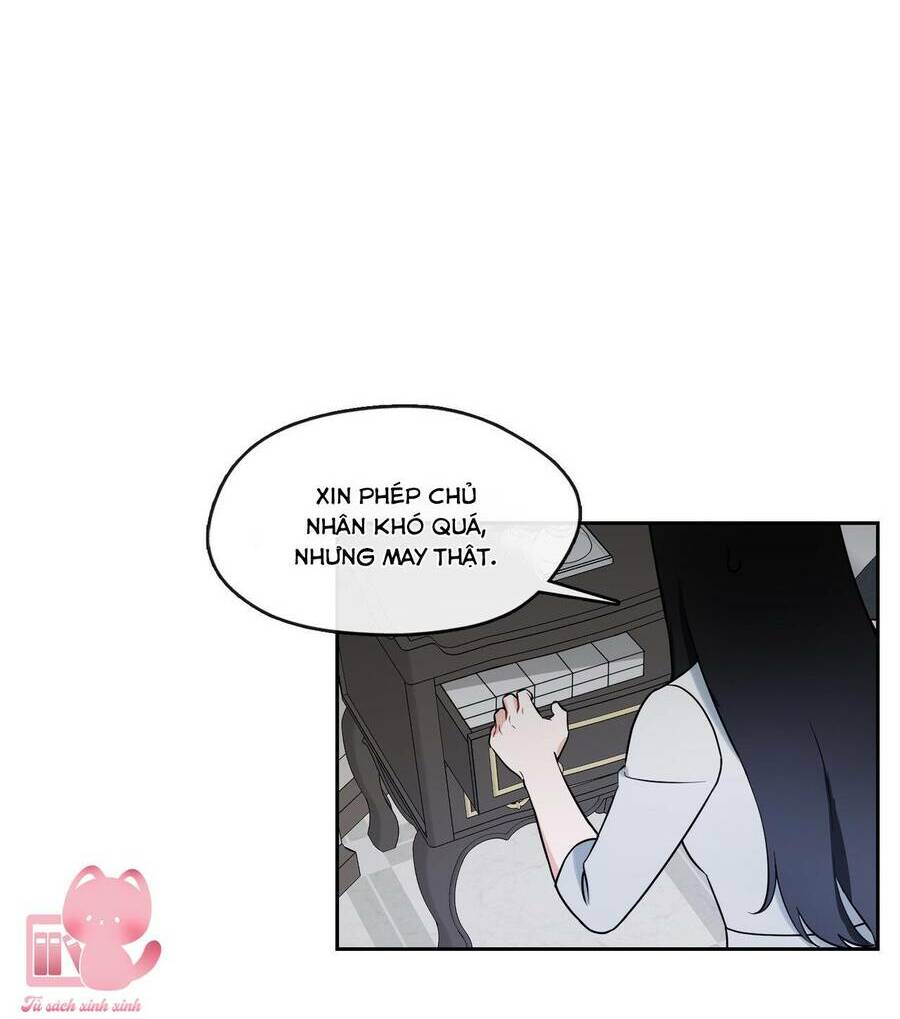 XIN PHÉP CHỦ
NHÂN KHÓ QUÁ,
NHƯNG MAY THẬT.
Tủ sách xinh xinh